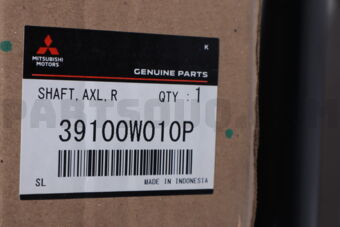 K
MITSUBISHI
MOTORS
GENUINE PARTS
SHAFT, AXL, R QTY : 1
39100W010P
SL MADE IN INDONESIA